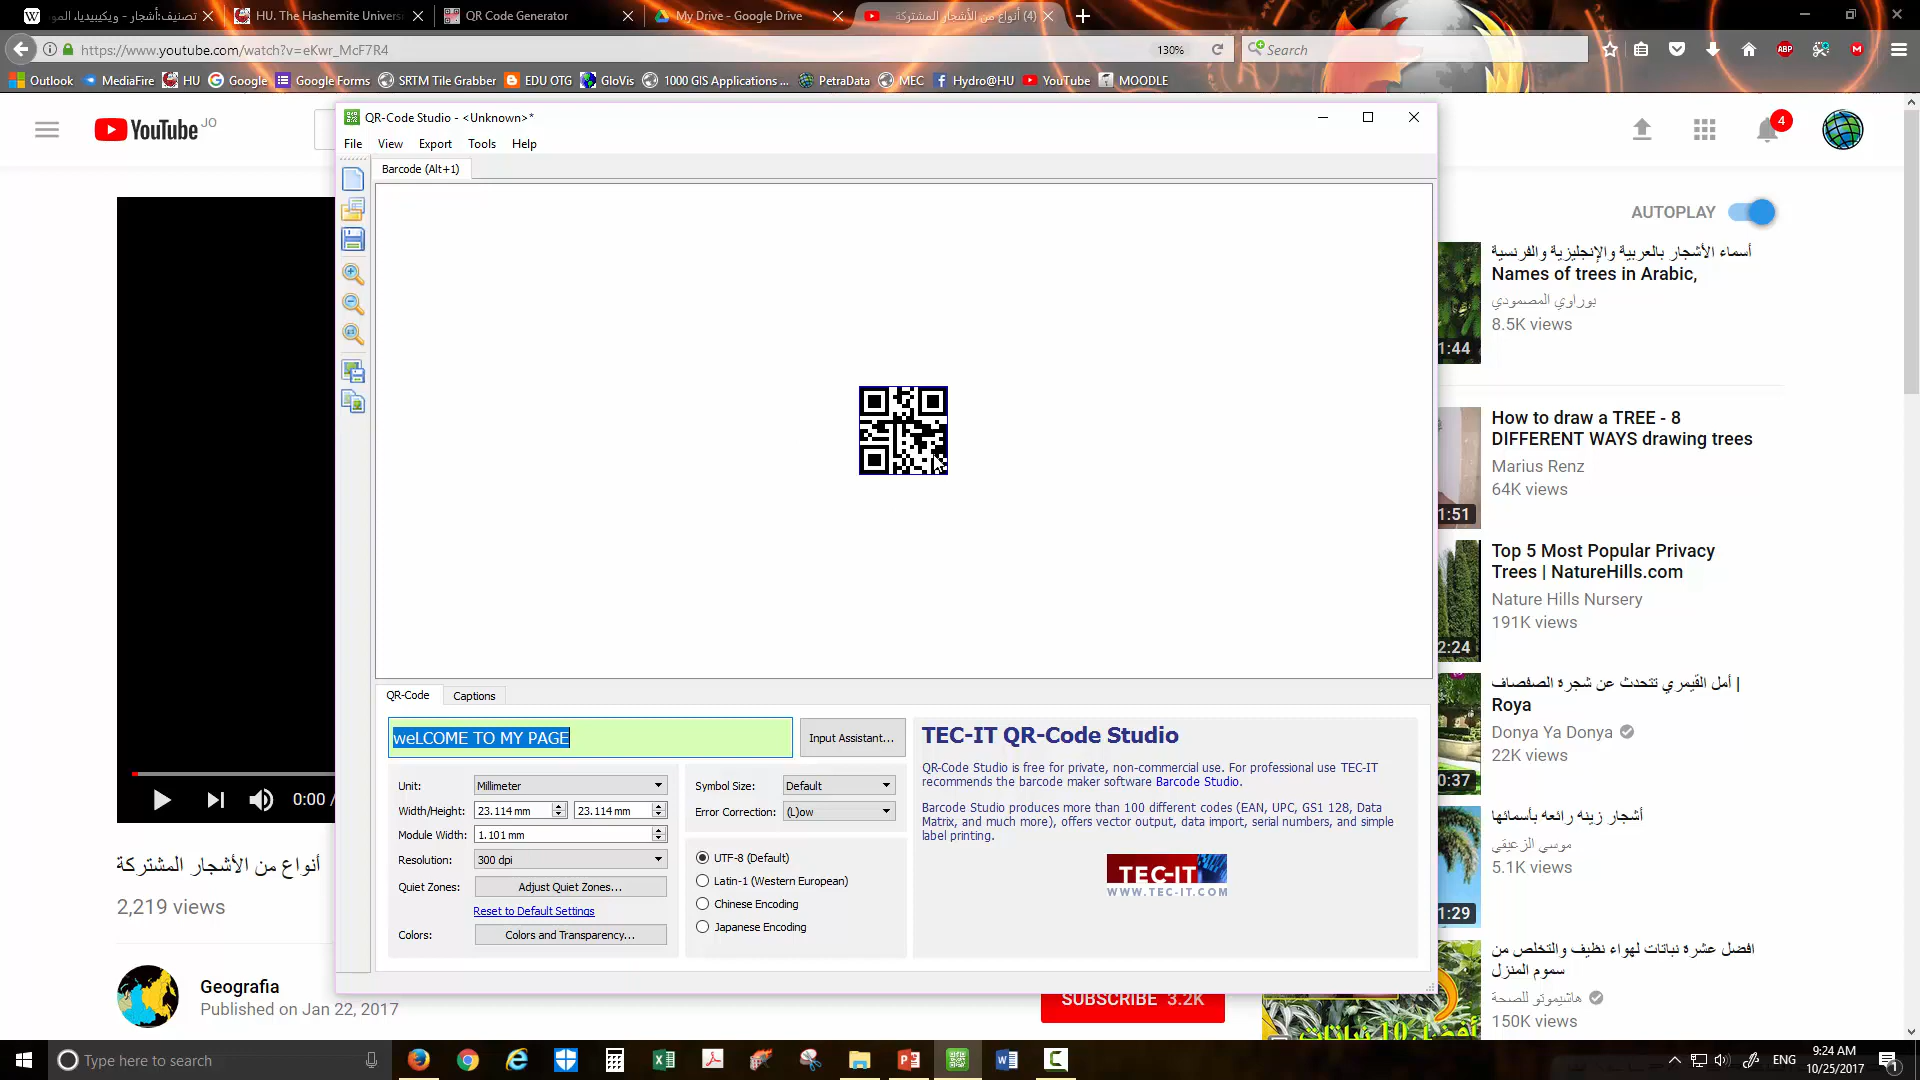 تصنيف:أشجار - ويكيبيديا، المو
HU. The Hashemite Univers
QR Code Generator
My Drive - Google Drive
(4) أنواع من الأشجار المشتركة
https://www.youtube.com/watch?v=eKwr_McF7R4
130%
Search
Outlook MediaFire HU Google Google Forms SRTM Tile Grabber EDU OTG GloVis 1000 GIS Applications ... PetraData MEC Hydro@HU YouTube MOODLE
YouTube JO
4
QR-Code Studio - <Unknown>*
File View Export Tools Help
Barcode (Alt+1)
QR-Code Captions
weLCOME TO MY PAGE
Input Assistant...
Unit: Millimeter
Width/Height: 23.114 mm 23.114 mm
Module Width: 1.101 mm
Resolution: 300 dpi
Quiet Zones: Adjust Quiet Zones...
Reset to Default Settings
Colors: Colors and Transparency...
Symbol Size: Default
Error Correction: (L)ow
UTF-8 (Default)
Latin-1 (Western European)
Chinese Encoding
Japanese Encoding
TEC-IT QR-Code Studio
QR-Code Studio is free for private, non-commercial use. For professional use TEC-IT
recommends the barcode maker software Barcode Studio.
Barcode Studio produces more than 100 different codes (EAN, UPC, GS1 128, Data
Matrix, and much more), offers vector output, data import, serial numbers, and simple
label printing.
TEC-IT
WWW.TEC-IT.COM
0:00 /
أنواع من الأشجار المشتركة
2,219 views
Geografia
Published on Jan 22, 2017
SUBSCRIBE 3.2K
AUTOPLAY
أسماء الأشجار بالعربية والإنجليزية والفرنسية
Names of trees in Arabic,
بوراوي المصمودي
8.5K views
1:44
How to draw a TREE - 8
DIFFERENT WAYS drawing trees
Marius Renz
64K views
1:51
Top 5 Most Popular Privacy
Trees | NatureHills.com
Nature Hills Nursery
191K views
2:24
أمل القيمري تتحدث عن شجرة الصفصاف |
Roya
Donya Ya Donya
22K views
0:37
أشجار زينه رائعه بأسمائها
موسي الزعيقي
5.1K views
1:29
افضل عشرة نباتات لهواء نظيف والتخلص من
سموم المنزل
هاشيموتو للصحة
150K views
أفضل 10 نباتات
Type here to search
ENG
9:24 AM
10/25/2017
1